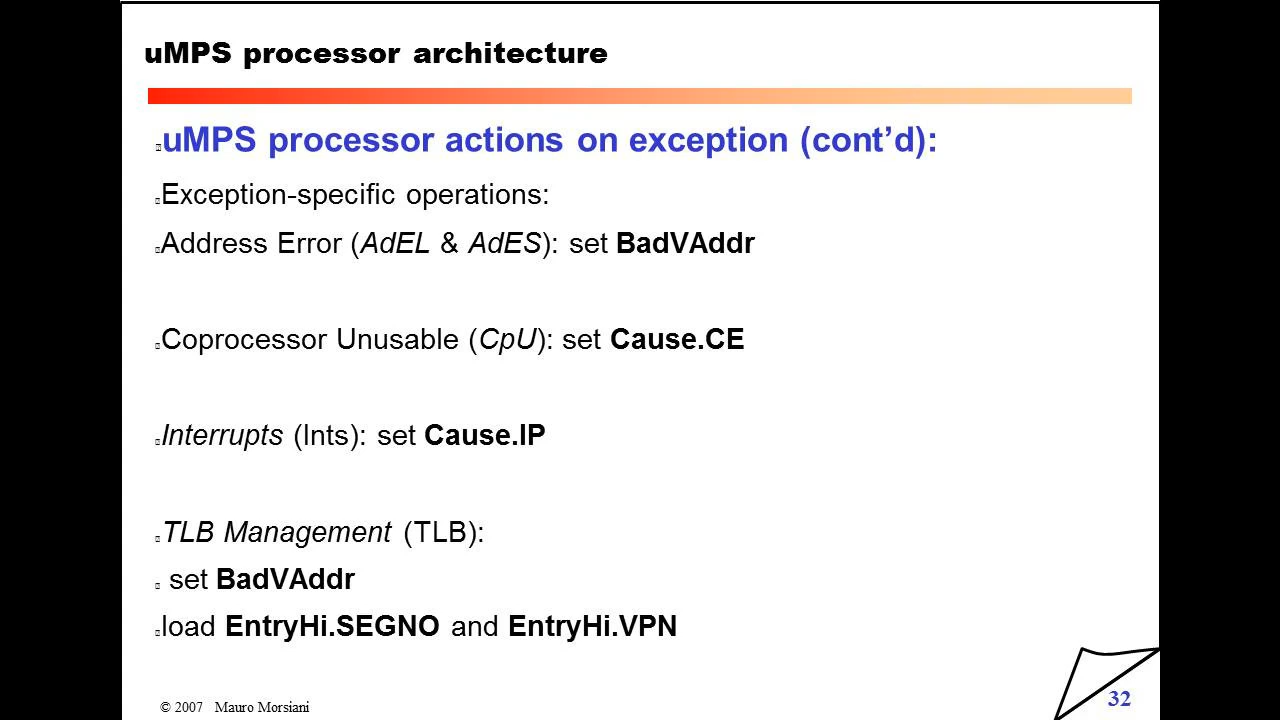 uMPS processor architecture
uMPS processor actions on exception (cont’d):
Exception-specific operations:
Address Error (AdEL & AdES): set BadVAddr
Coprocessor Unusable (CpU): set Cause.CE
Interrupts (Ints): set Cause.IP
TLB Management (TLB):
set BadVAddr
load EntryHi.SEGNO and EntryHi.VPN
© 2007 Mauro Morsiani
32